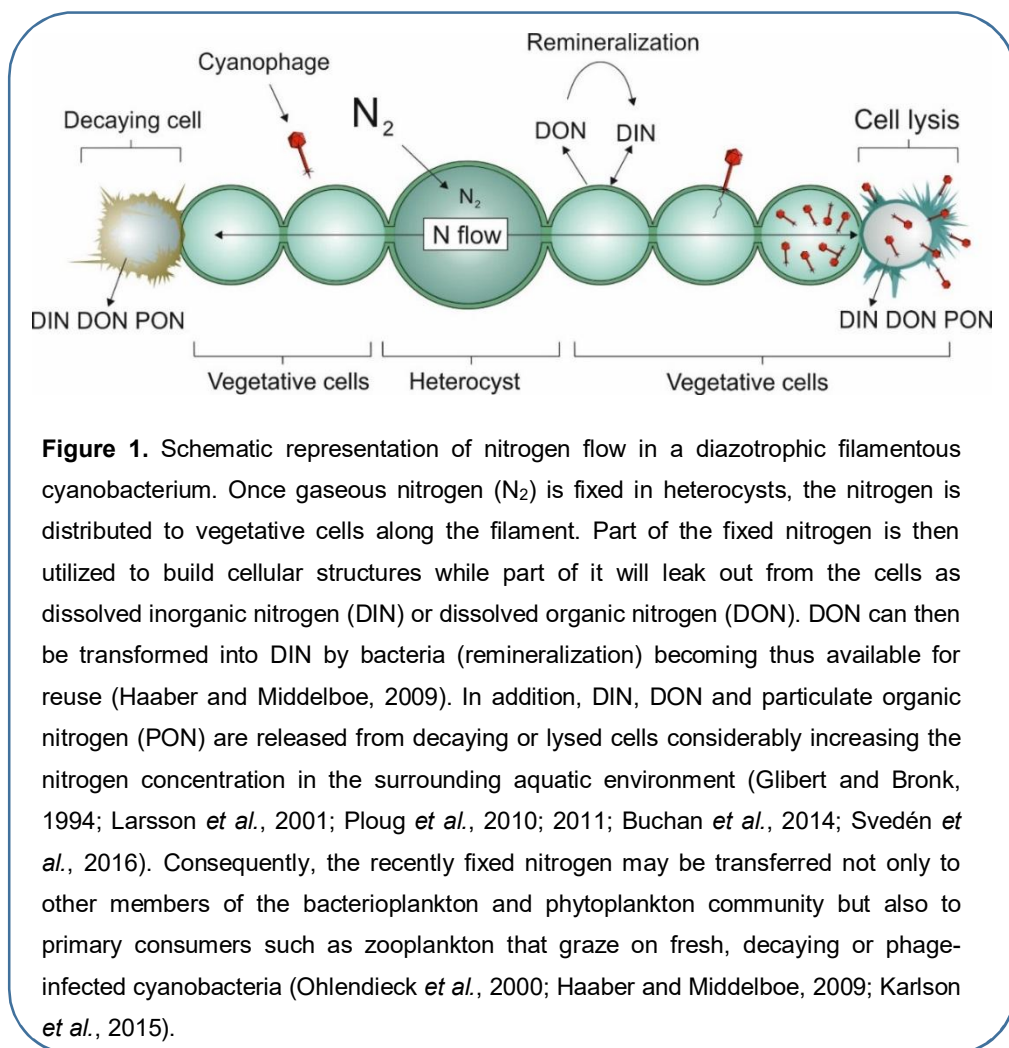 Remineralization
Cyanophage
N2
Decaying cell
DON DIN
Cell lysis
N2
N flow
DIN DON PON
DIN DON PON
Vegetative cells
Heterocyst
Vegetative cells
Figure 1. Schematic representation of nitrogen flow in a diazotrophic filamentous
cyanobacterium. Once gaseous nitrogen (N2) is fixed in heterocysts, the nitrogen is
distributed to vegetative cells along the filament. Part of the fixed nitrogen is then
utilized to build cellular structures while part of it will leak out from the cells as
dissolved inorganic nitrogen (DIN) or dissolved organic nitrogen (DON). DON can then
be transformed into DIN by bacteria (remineralization) becoming thus available for
reuse (Haaber and Middelboe, 2009). In addition, DIN, DON and particulate organic
nitrogen (PON) are released from decaying or lysed cells considerably increasing the
nitrogen concentration in the surrounding aquatic environment (Glibert and Bronk,
1994; Larsson et al., 2001; Ploug et al., 2010; 2011; Buchan et al., 2014; Svedén et
al., 2016). Consequently, the recently fixed nitrogen may be transferred not only to
other members of the bacterioplankton and phytoplankton community but also to
primary consumers such as zooplankton that graze on fresh, decaying or phage-
infected cyanobacteria (Ohlendieck et al., 2000; Haaber and Middelboe, 2009; Karlson
et al., 2015).